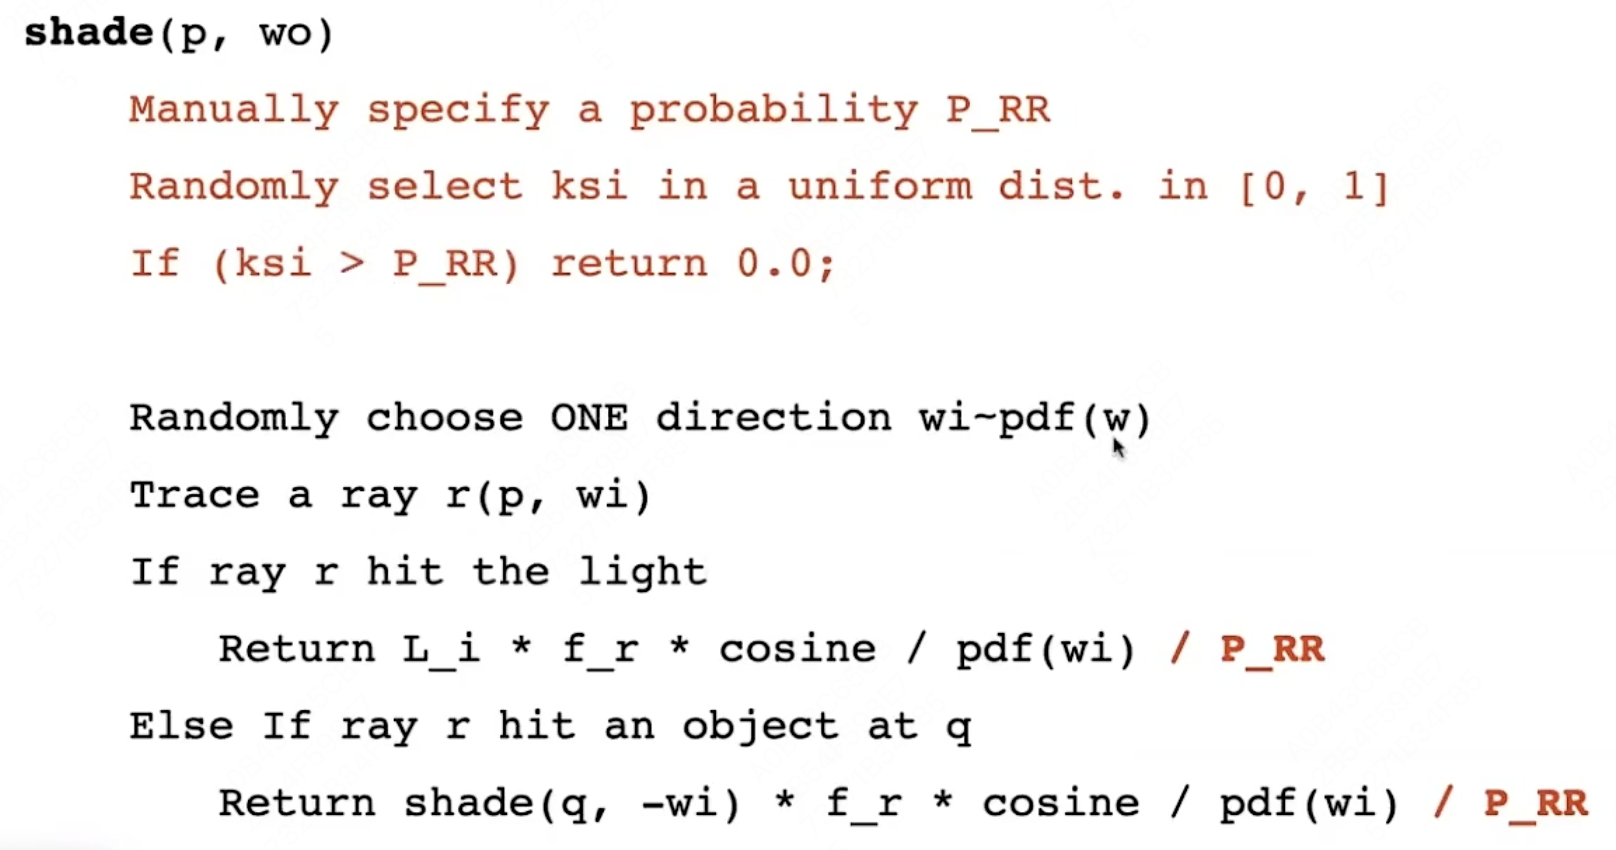 shade(p, wo)
Manually specify a probability P_RR
Randomly select ksi in a uniform dist. in [0, 1]
If (ksi > P_RR) return 0.0;
Randomly choose ONE direction wi~pdf(w)
Trace a ray r(p, wi)
If ray r hit the light
Return L_i * f_r * cosine / pdf(wi) / P_RR
Else If ray r hit an object at q
Return shade(q, -wi) * f_r * cosine / pdf(wi) / P_RR